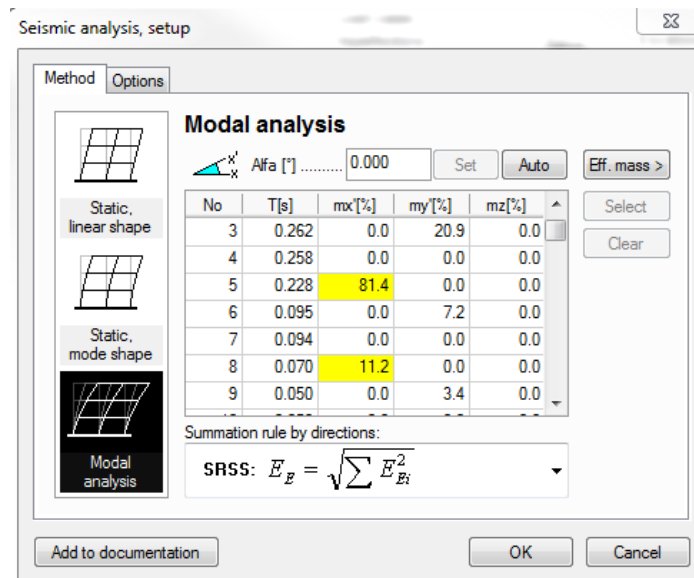 Seismic analysis, setup
Method Options
Static,
linear shape
Static,
mode shape
Modal
analysis
Modal analysis
x'
x
Alfa [°] .......... 0.000 Set Auto Eff. mass >
Select
Clear
No T[s] mx'[%] my'[%] mz[%]
3 0.262 0.0 20.9 0.0
4 0.258 0.0 0.0 0.0
5 0.228 81.4 0.0 0.0
6 0.095 0.0 7.2 0.0
7 0.094 0.0 0.0 0.0
8 0.070 11.2 0.0 0.0
9 0.050 0.0 3.4 0.0
Summation rule by directions:
SRSS: E_E = √∑ E_Ei^2
Add to documentation OK Cancel